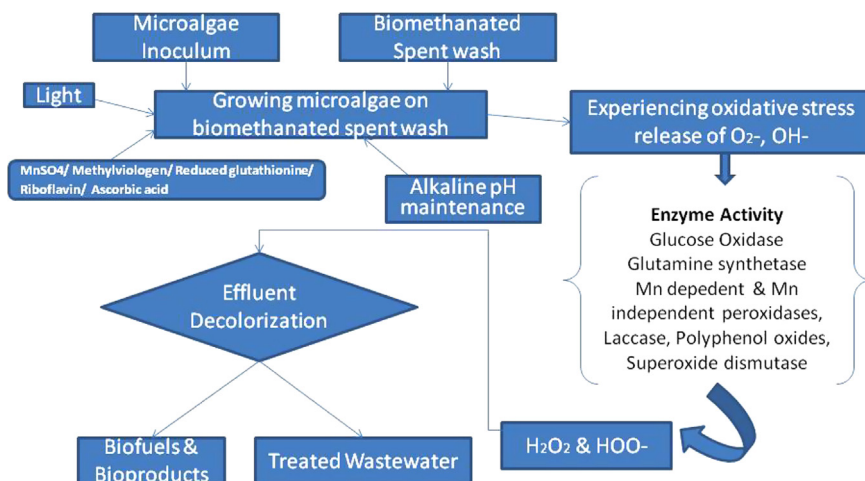 Microalgae
Inoculum
Biomethanated
Spent wash
Light
Growing microalgae on
biomethanated spent wash
Experiencing oxidative stress
release of O2-, OH-
MnSO4/ Methylviologen/ Reduced glutathionine/
Riboflavin/ Ascorbic acid
Alkaline pH
maintenance
Enzyme Activity
Glucose Oxidase
Glutamine synthetase
Mn depedent & Mn
independent peroxidases,
Laccase, Polyphenol oxides,
Superoxide dismutase
Effluent
Decolorization
H2O2 & HOO-
Biofuels &
Bioproducts
Treated Wastewater